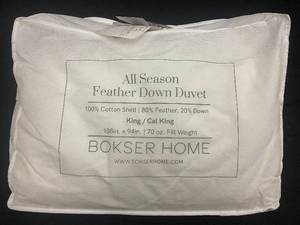 All Season
Feather Down Duvet
100% Cotton Shell | 80% Feather, 20% Down
King / Cal King
108in. x 94in. | 70 oz. Fill Weight
BOKSER HOME
WWW.BOKSERHOME.COM